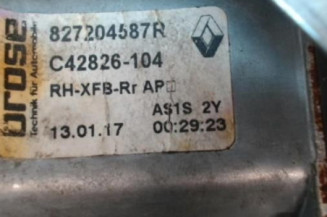 brose
Technik für Automobile
827204587R
C42826-104
RH-XFB-Rr AP□
AS1S 2Y
13.01.17 00:29:23